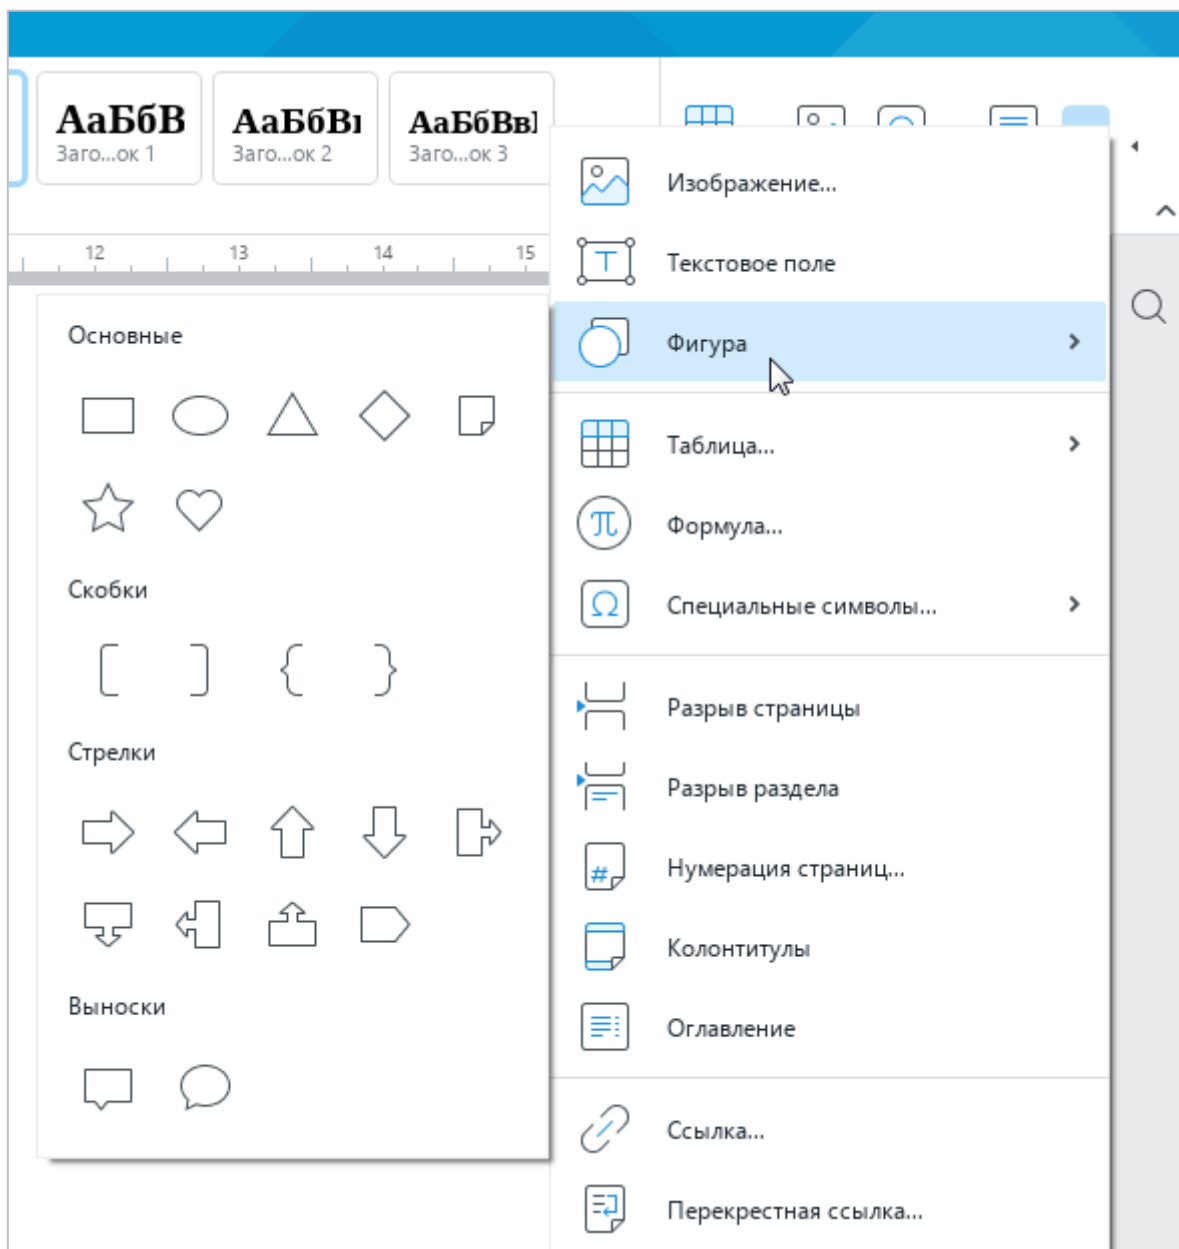 АаБбВ
Заго...ок 1
АаБбВı
Заго...ок 2
АаБбВвI
Заго...ок 3
12 13 14 15
Основные
Скобки
Стрелки
Выноски
Изображение...
Текстовое поле
Фигура
Таблица...
Формула...
Специальные символы...
Разрыв страницы
Разрыв раздела
Нумерация страниц...
Колонтитулы
Оглавление
Ссылка...
Перекрестная ссылка...